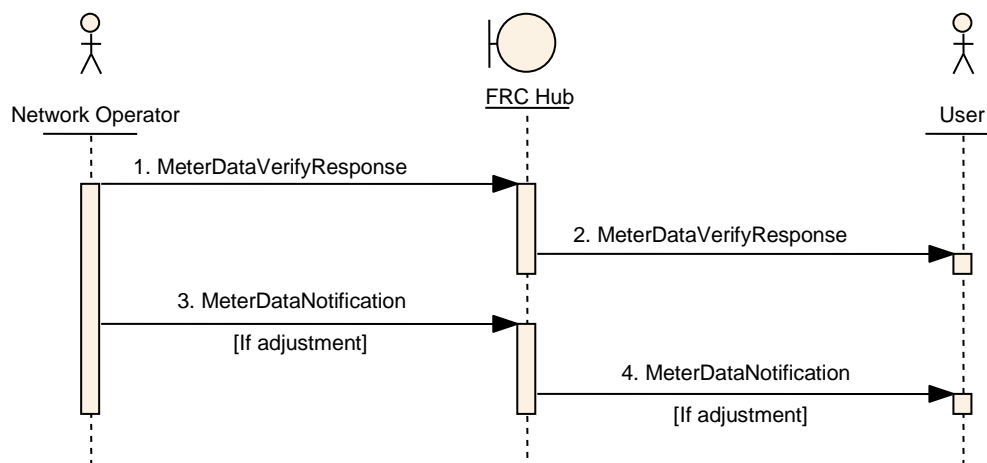 FRC Hub
Network Operator
User
1. MeterDataVerifyResponse
2. MeterDataVerifyResponse
3. MeterDataNotification
[If adjustment]
4. MeterDataNotification
[If adjustment]